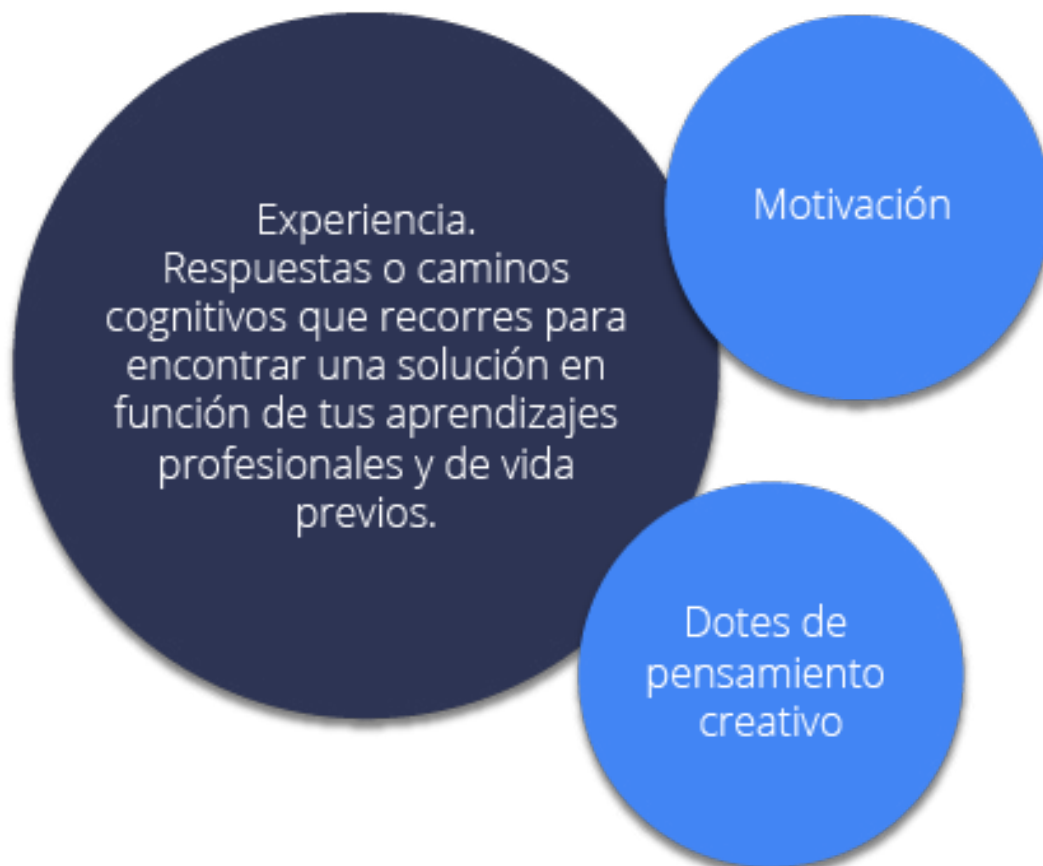 Experiencia.
Respuestas o caminos
cognitivos que recorres para
encontrar una solución en
función de tus aprendizajes
profesionales y de vida
previos.
Motivación
Dotes de
pensamiento
creativo